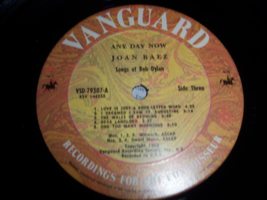 VANGUARD
ANY DAY NOW
JOAN BAEZ
Songs of Bob Dylan
VSD 79307-A
Side Three
1. LOVE IS JUST A FOUR-LETTER WORD
2. I DREAMED I SAW ST. AUGUSTINE
3. THE WALLS OF REDWING
4. DEAR LANDLORD
5. ONE TOO MANY MORNINGS
RECORDINGS FOR THE CONNOISSEUR